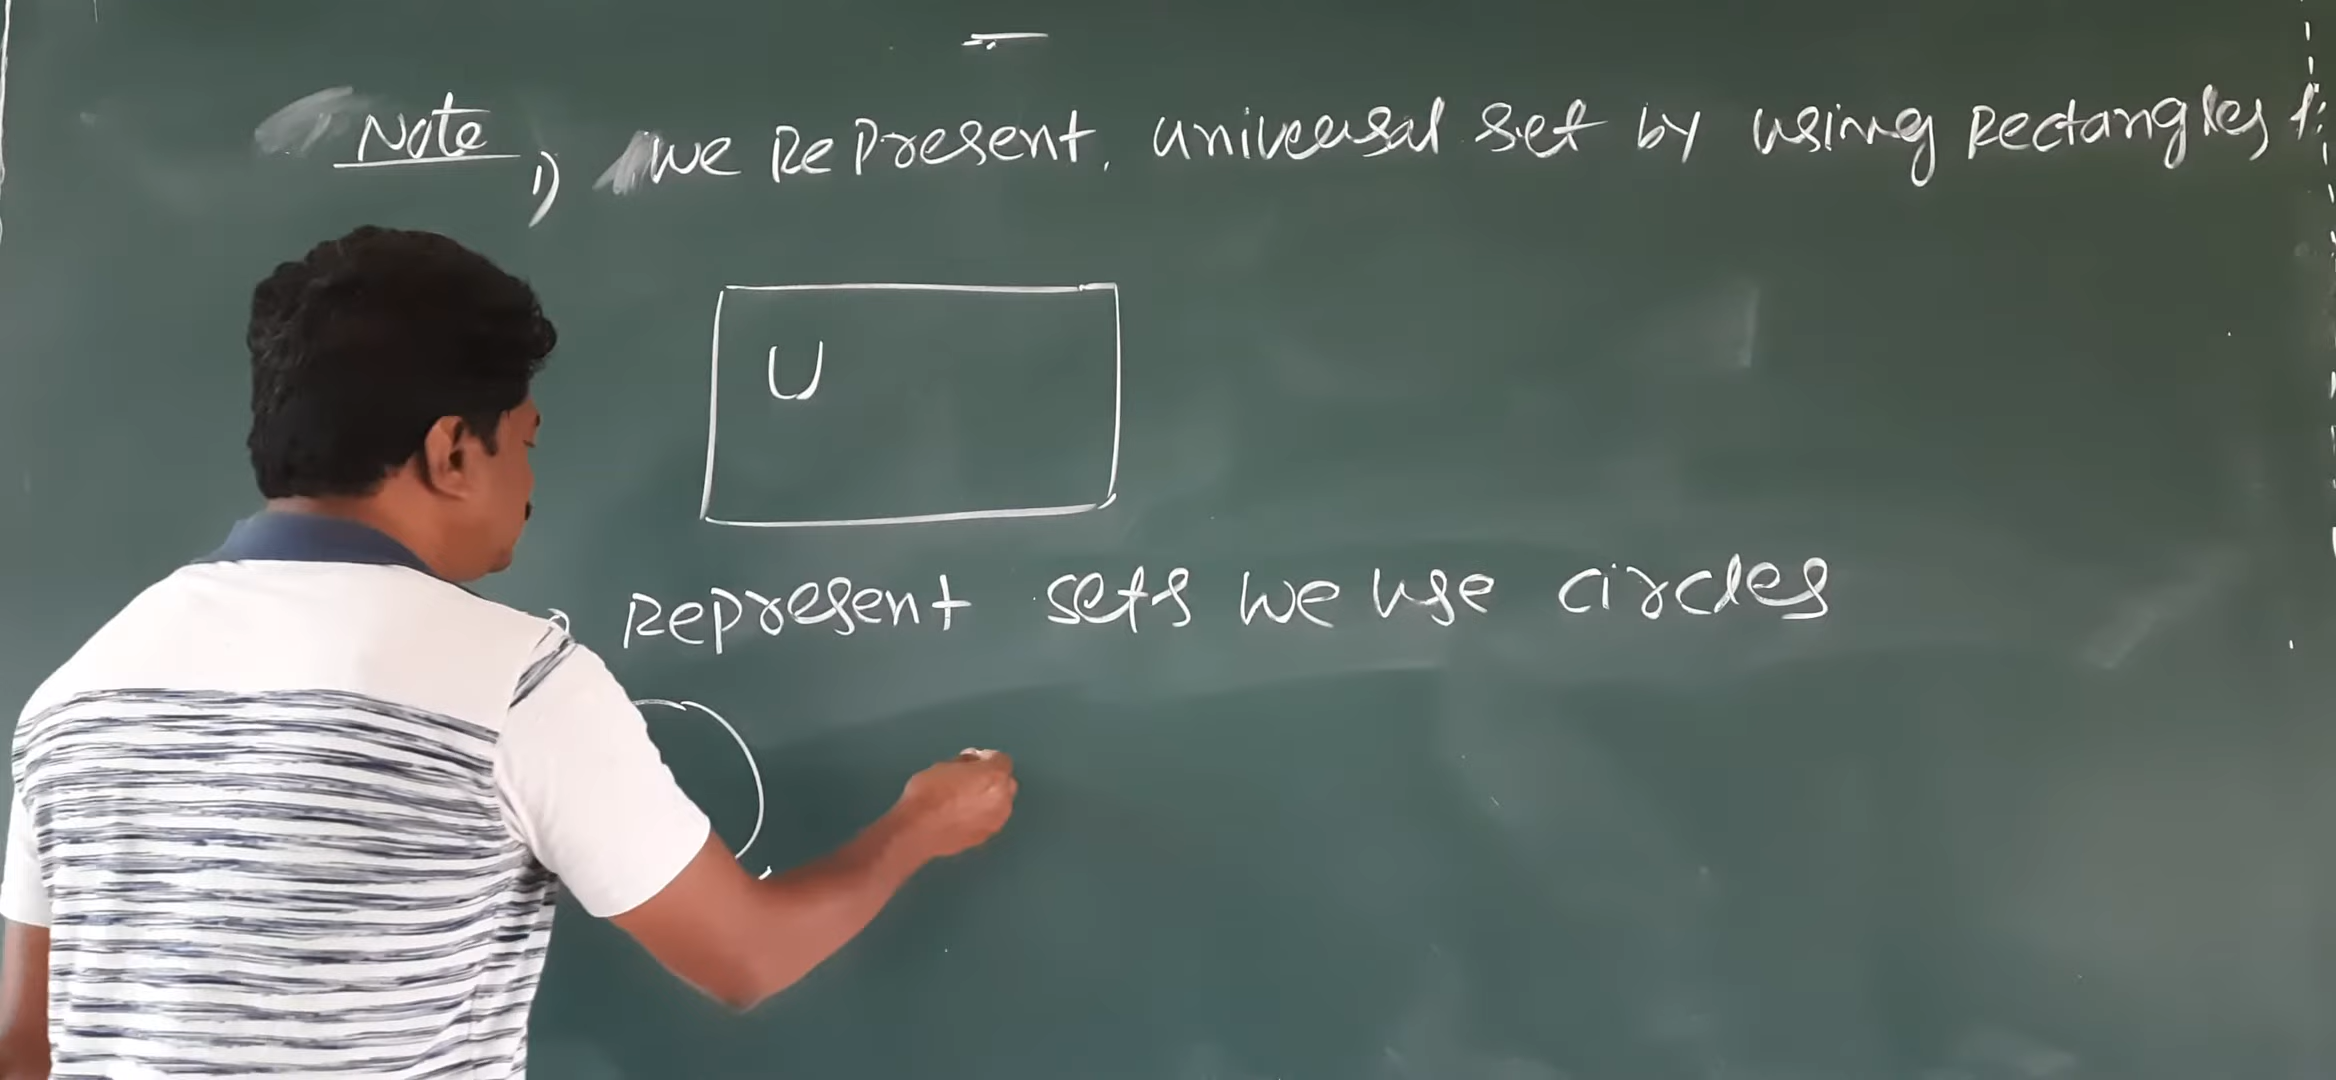 Note 1) we Represent. universal set by using Rectangles
U
Represent sets we use circles